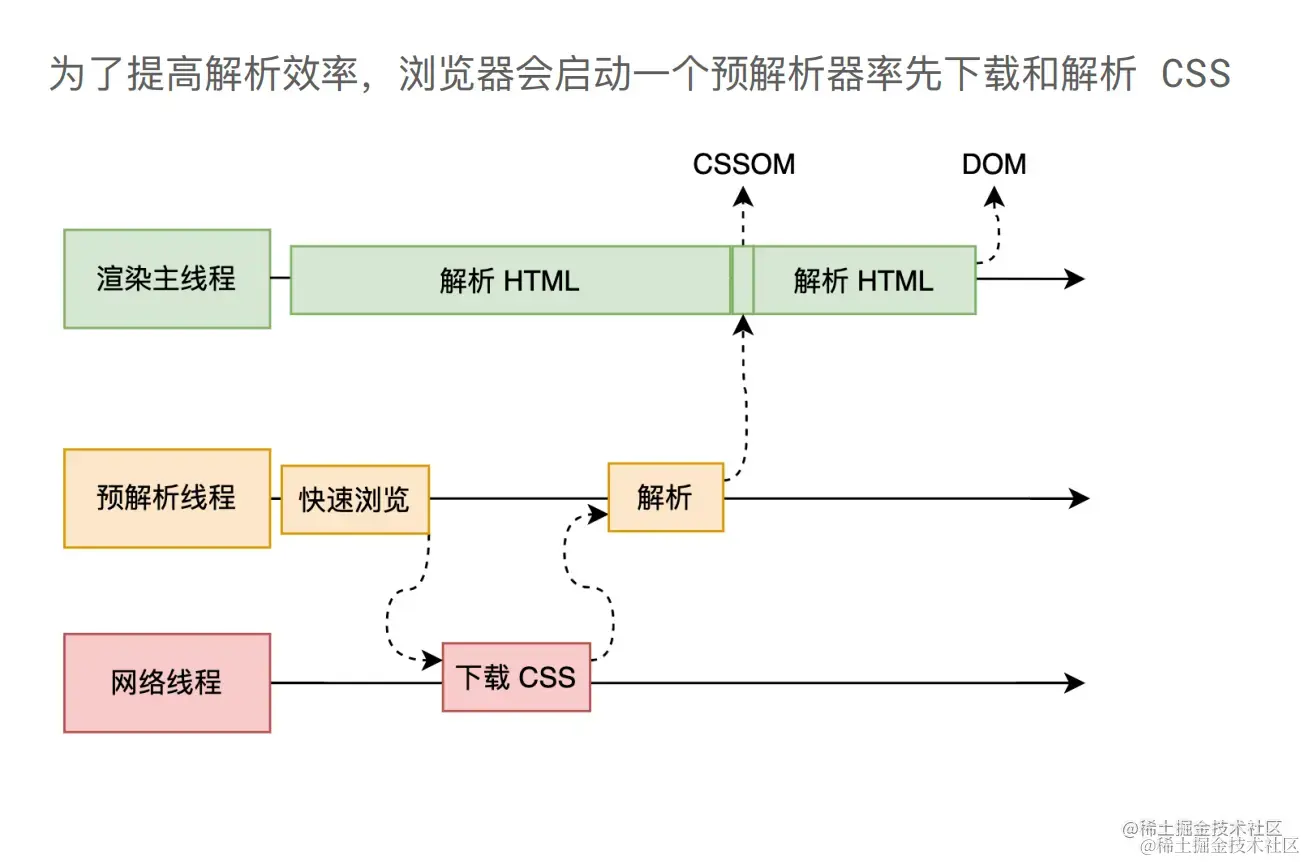 为了提高解析效率，浏览器会启动一个预解析器率先下载和解析 CSS
CSSOM
DOM
渲染主线程
解析 HTML
解析 HTML
预解析线程
快速浏览
解析
网络线程
下载 CSS
@稀土掘金技术社区
@稀土掘金技术社区